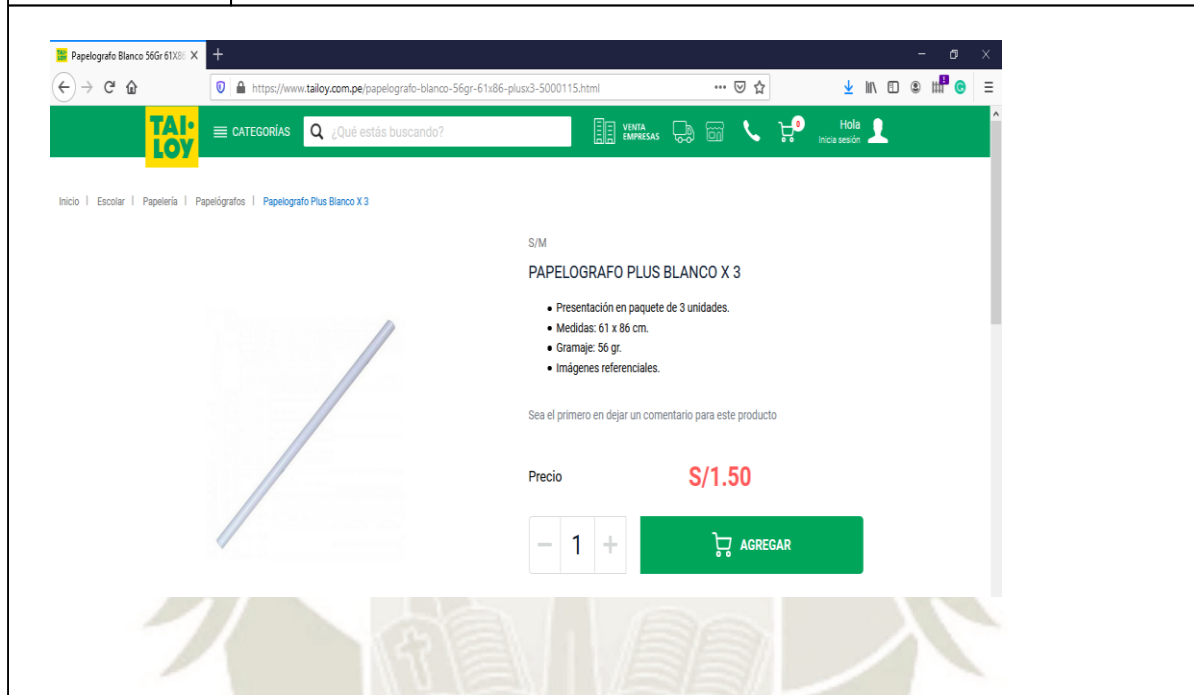 Papelografo Blanco 56Gr 61X86
https://www.tailoy.com.pe/papelografo-blanco-56gr-61x86-plusx3-5000115.html
TAI-
LOY
CATEGORÍAS
¿Qué estás buscando?
VENTA
EMPRESAS
0
Hola
Inicia sesión
Inicio | Escolar | Papelería | Papelógrafos | Papelografo Plus Blanco X 3
S/M
PAPELOGRAFO PLUS BLANCO X 3
• Presentación en paquete de 3 unidades.
• Medidas: 61 x 86 cm.
• Gramaje: 56 gr.
• Imágenes referenciales.
Sea el primero en dejar un comentario para este producto
Precio
S/1.50
− 1 +
AGREGAR